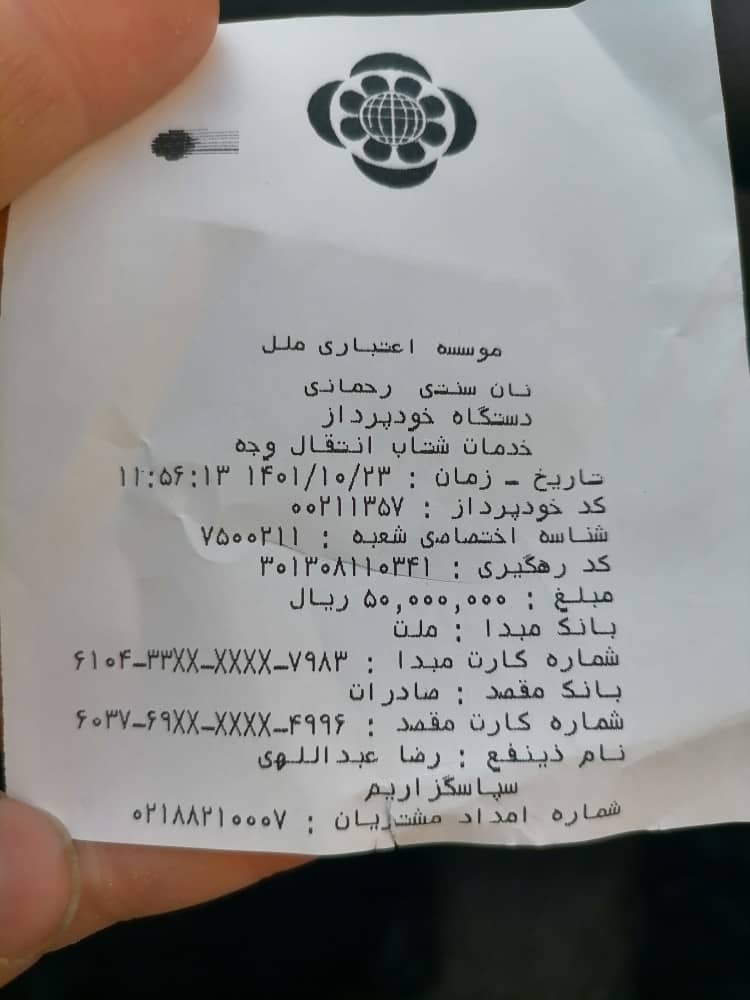 موسسه اعتباری ملل
نان سنتی رحمانی
دستگاه خودپرداز
خدمات شتاب انتقال وجه
تاریخ - زمان : ۱۴۰۱/۱۰/۲۳ ۱۱:۵۶:۱۳
کد خودپرداز : ۰۰۲۱۱۳۵۷
شناسه اختصاصی شعبه : ۷۵۰۰۲۱۱
کد رهگیری : ۳۰۱۳۰۸۱۱۰۳۴۱
مبلغ : ۵۰,۰۰۰,۰۰۰ ریال
بانک مبدا : ملت
شماره کارت مبدا : ۶۱۰۴-۳۳XX-XXXX-۷۹۸۳
بانک مقصد : صادرات
شماره کارت مقصد : ۶۰۳۷-۶۹XX-XXXX-۴۹۹۶
نام ذینفع : رضا عبداللهی
سپاسگزاریم
شماره امداد مشتریان : ۰۲۱۸۸۲۱۰۰۰۷